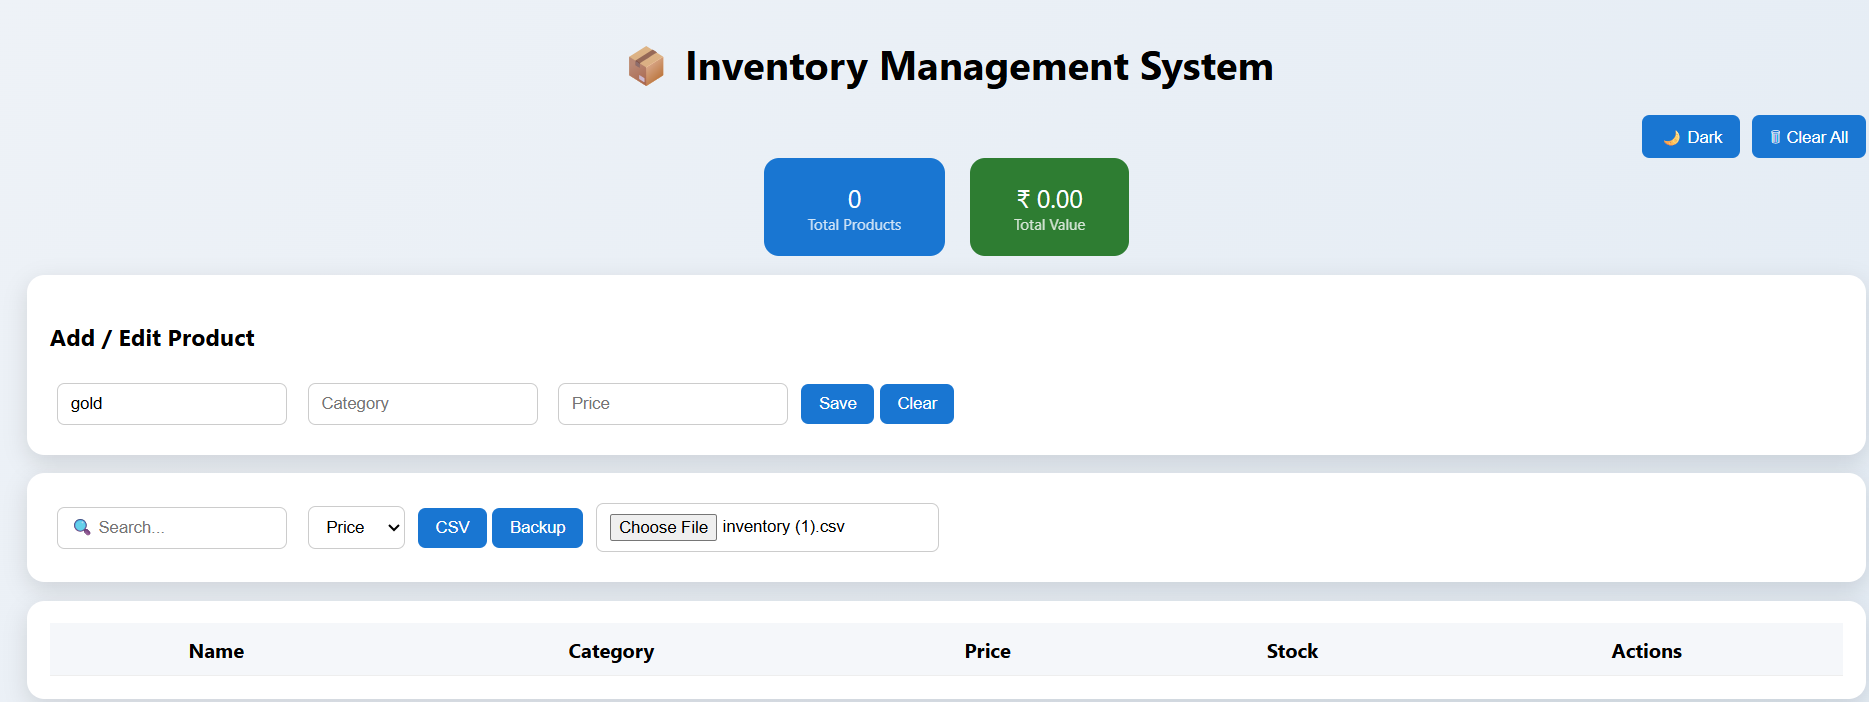 📦 Inventory Management System
🌙 Dark
🗑 Clear All
0
Total Products
₹ 0.00
Total Value
Add / Edit Product
gold
Category
Price
Save
Clear
🔍 Search...
Price
CSV
Backup
Choose File inventory (1).csv
Name Category Price Stock Actions